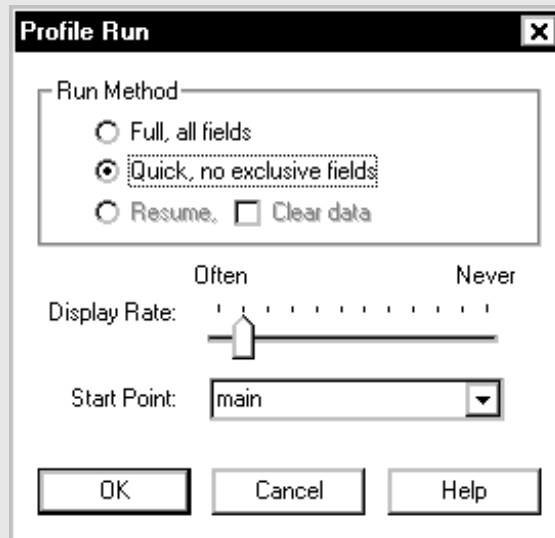 Profile Run
Run Method
Full, all fields
Quick, no exclusive fields
Resume, Clear data
Often Never
Display Rate:
Start Point: main
OK Cancel Help